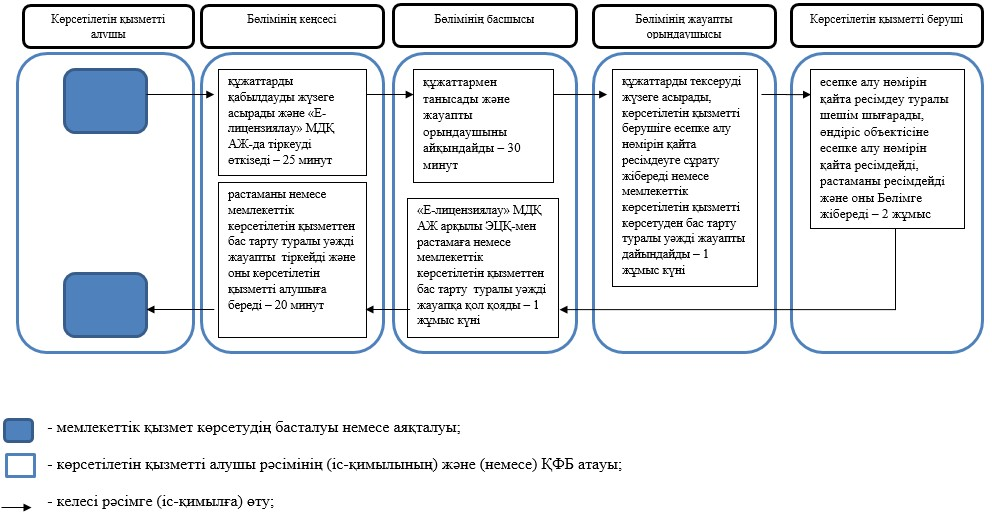 Көрсетілетін қызметті
алушы
Бөлімінің кеңсесі
Бөлімінің басшысы
Бөлімінің жауапты
орындаушысы
Көрсетілетін қызметті беруші
құжаттарды
қабылдауды жүзеге
асырады және «Е-
лицензиялау» МДҚ
АЖ-да тіркеуді
өткізеді – 25 минут
құжаттармен
танысады және
жауапты
орындаушыны
айқындайды – 30
минут
құжаттарды тексеруді
жүзеге асырады,
көрсетілетін қызметті
берушіге есепке алу
нөмірін қайта
ресімдеуге сұрату
жібереді немесе
мемлекеттік
көрсетілетін қызметті
көрсетуден бас тарту
туралы уәжді жауапты
дайындайды – 1
жұмыс күні
есепке алу нөмірін
қайта ресімдеу туралы
шешім шығарады,
өндіріс объектісіне
есепке алу нөмірін
қайта ресімдейді,
растаманы ресімдейді
және оны Бөлімге
жібереді – 2 жұмыс
растаманы немесе
мемлекеттік
көрсетілетін қызметтен
бас тарту туралы уәжді
жауапты  тіркейді және
оны көрсетілетін
қызметті алушыға
береді – 20 минут
«Е-лицензиялау» МДҚ
АЖ арқылы ЭЦҚ-мен
растамаға немесе
мемлекеттік
көрсетілетін қызметтен
бас тарту  туралы уәжді
жауапқа қол қояды – 1
жұмыс күні
- мемлекеттік қызмет көрсетудің басталуы немесе аяқталуы;
- көрсетілетін қызметті алушы рәсімінің (іс-қимылының) және (немесе) ҚФБ атауы;
- келесі рәсімге (іс-қимылға) өту;